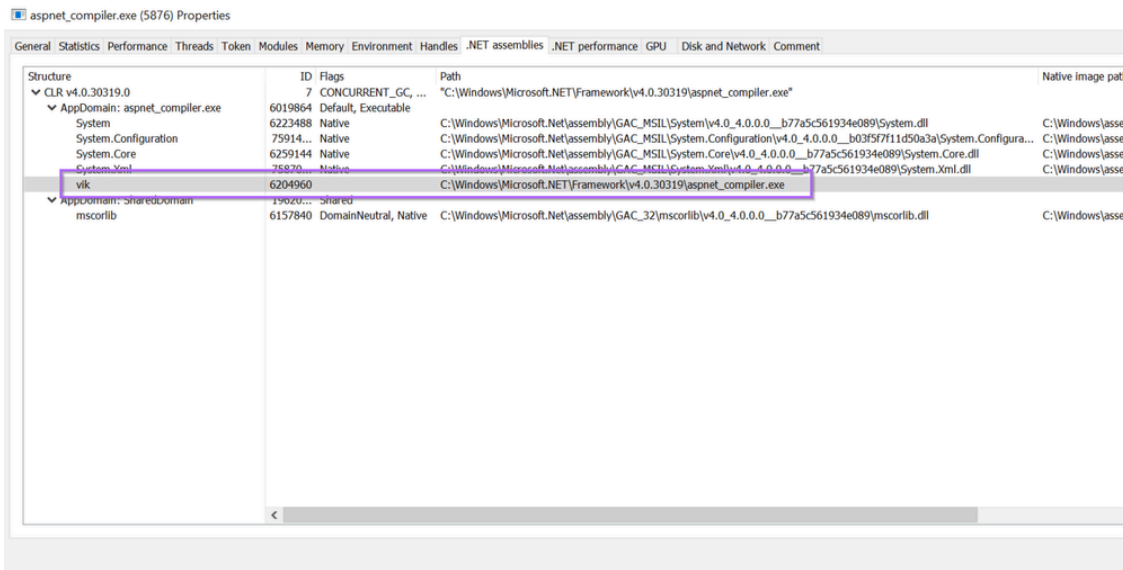 aspnet_compiler.exe (5876) Properties
General Statistics Performance Threads Token Modules Memory Environment Handles .NET assemblies .NET performance GPU Disk and Network Comment
Structure ID Flags Path Native image pat
CLR v4.0.30319.0 7 CONCURRENT_GC, ... "C:\Windows\Microsoft.NET\Framework\v4.0.30319\aspnet_compiler.exe"
AppDomain: aspnet_compiler.exe 6019864 Default, Executable
System 6223488 Native C:\Windows\Microsoft.Net\assembly\GAC_MSIL\System\v4.0_4.0.0.0__b77a5c561934e089\System.dll C:\Windows\asse
System.Configuration 75914... Native C:\Windows\Microsoft.Net\assembly\GAC_MSIL\System.Configuration\v4.0_4.0.0.0__b03f5f7f11d50a3a\System.Configura... C:\Windows\asse
System.Core 6259144 Native C:\Windows\Microsoft.Net\assembly\GAC_MSIL\System.Core\v4.0_4.0.0.0__b77a5c561934e089\System.Core.dll C:\Windows\asse
System.Xml 75870... Native C:\Windows\Microsoft.Net\assembly\GAC_MSIL\System.Xml\v4.0_4.0.0.0__b77a5c561934e089\System.Xml.dll C:\Windows\asse
vik 6204960 C:\Windows\Microsoft.NET\Framework\v4.0.30319\aspnet_compiler.exe
AppDomain: SharedDomain 19620... Shared
mscorlib 6157840 DomainNeutral, Native C:\Windows\Microsoft.Net\assembly\GAC_32\mscorlib\v4.0_4.0.0.0__b77a5c561934e089\mscorlib.dll C:\Windows\asse